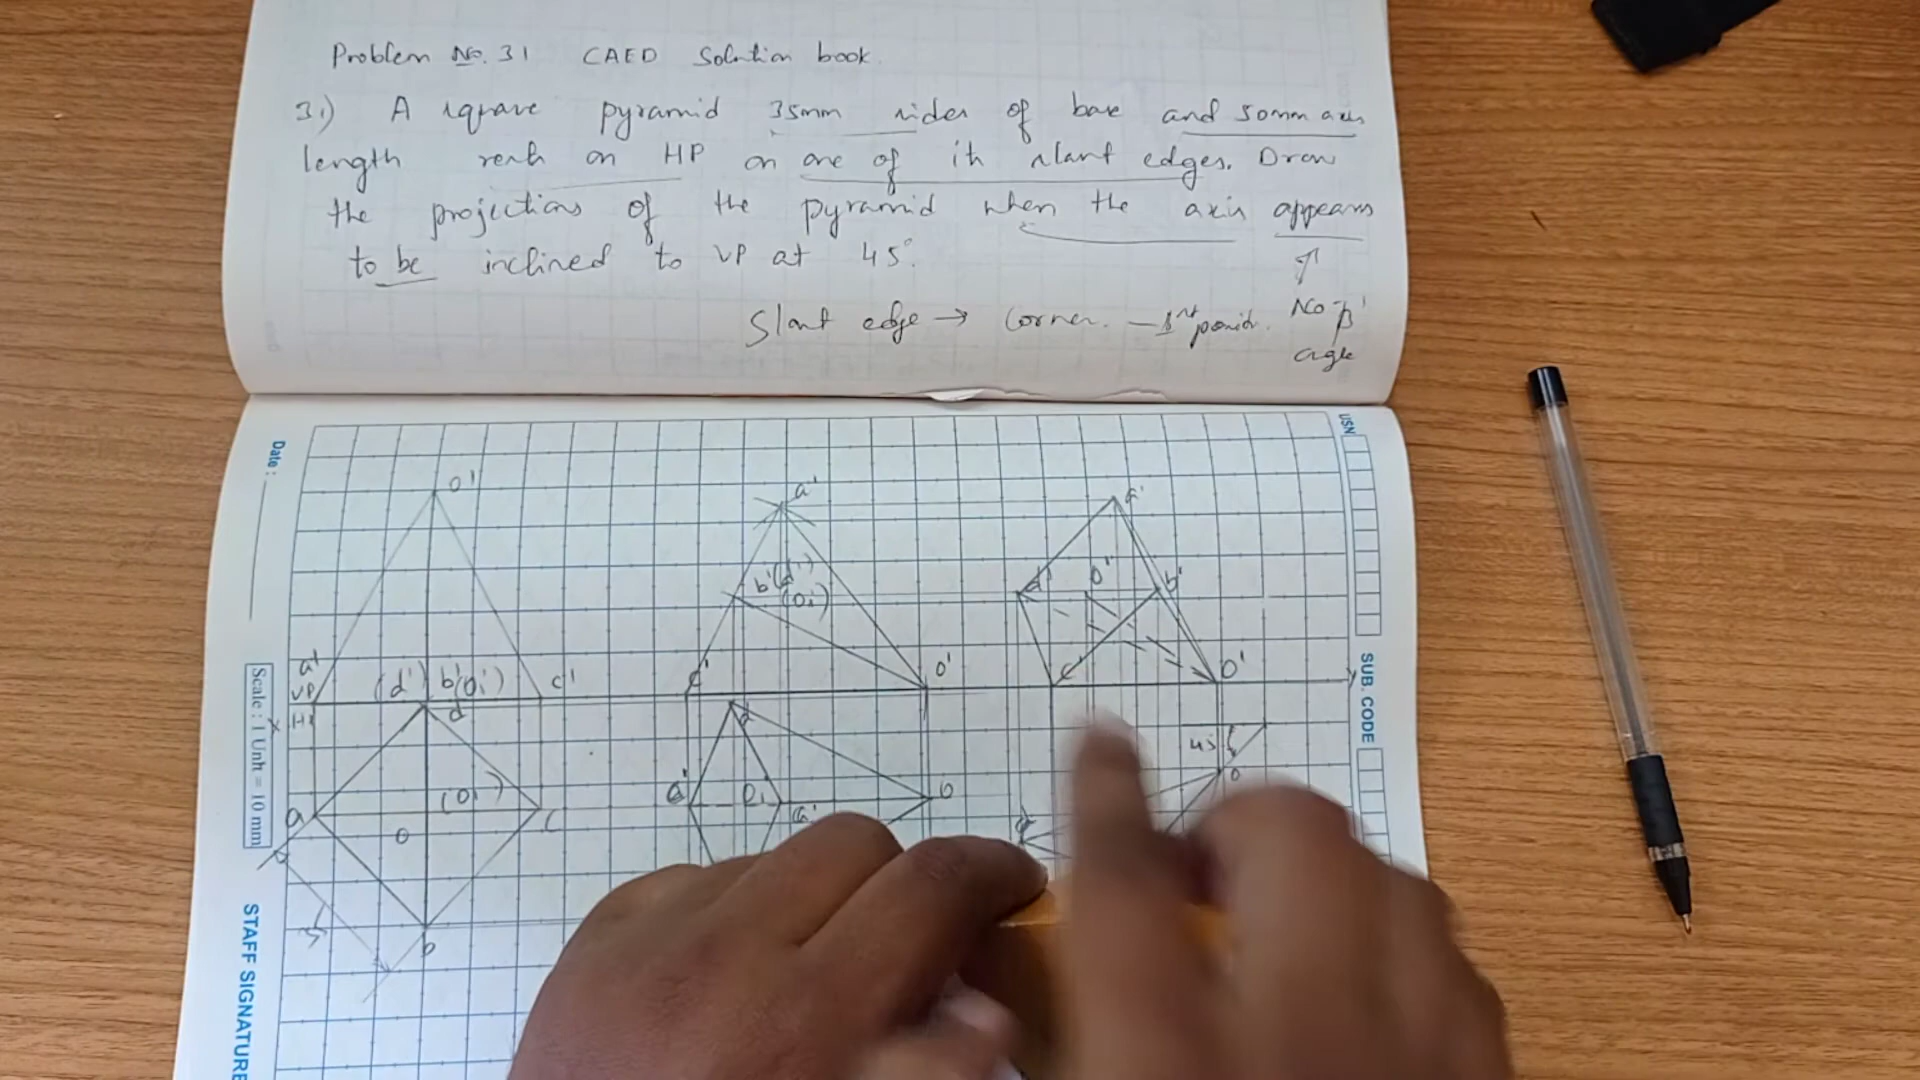 Problem No. 31 CAED Solution book.
31) A square pyramid 35mm sides of base and 50mm axis
length rests on HP on one of its slant edges. Draw
the projections of the pyramid when the axis appears
to be inclined to VP at 45°.
↑
Slant edge → Corner. — position. No β
angle
USN
Date :
SUB. CODE
Scale : 1 Unit = 10 mm
STAFF SIGNATURE
o'
a'
VP
(d') b'(o₁')
c'
d
a
(o₁)
o
c
b
35
a'
b'(d')
(o₁')
c'
o'
d
o₁
o
a'
d'
o₁'
b'
c'
o'
45
o
d